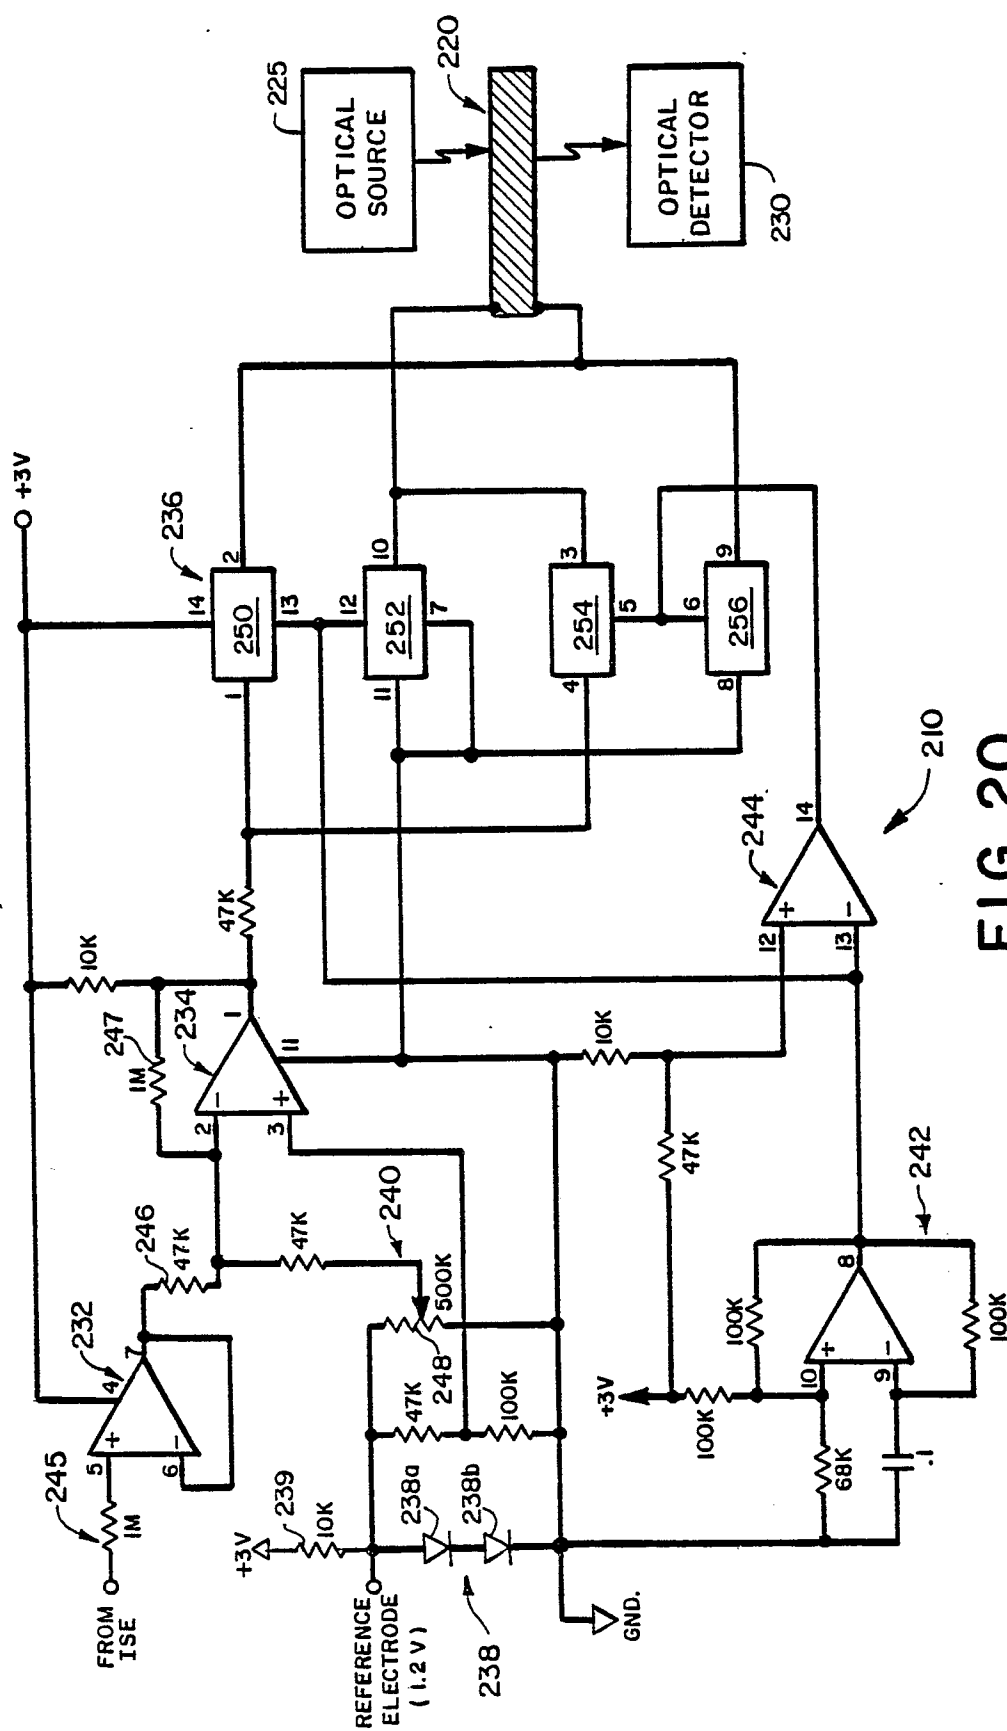 +3V
236
14
250
1
2
13
12
252
11
10
7
254
4
3
5
6
256
8
9
OPTICAL
SOURCE
225
220
OPTICAL
DETECTOR
230
FROM
ISE
245
1M
5
6
+
−
4
7
232
246
47K
10K
247
1M
234
2
3
−
+
1
11
47K
47K
240
500K
248
REFERENCE
ELECTRODE
(1.2 V)
+3V
239
10K
238a
238b
238
47K
100K
GND.
10K
47K
+3V
100K
100K
68K
.1
10
9
+
−
8
100K
242
12
13
+
−
14
244
210
FIG 20